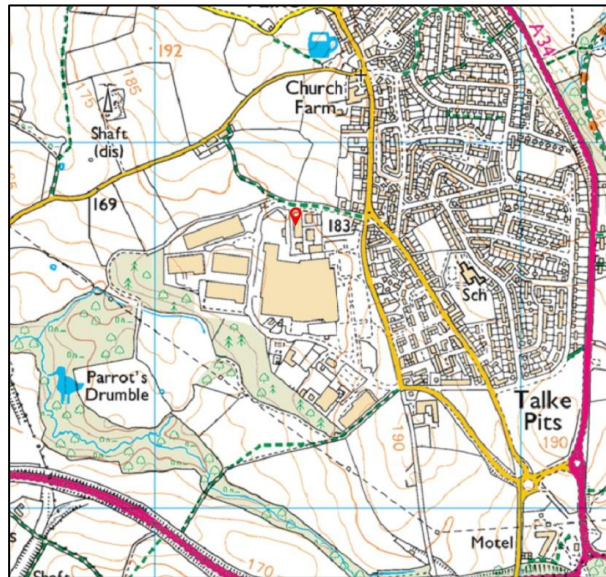 192
A34
Church
Farm
175
185
Shaft
(dis)
169
183
Sch
Parrot's
Drumble
Talke
Pits
190
190
Motel
170
Shaft